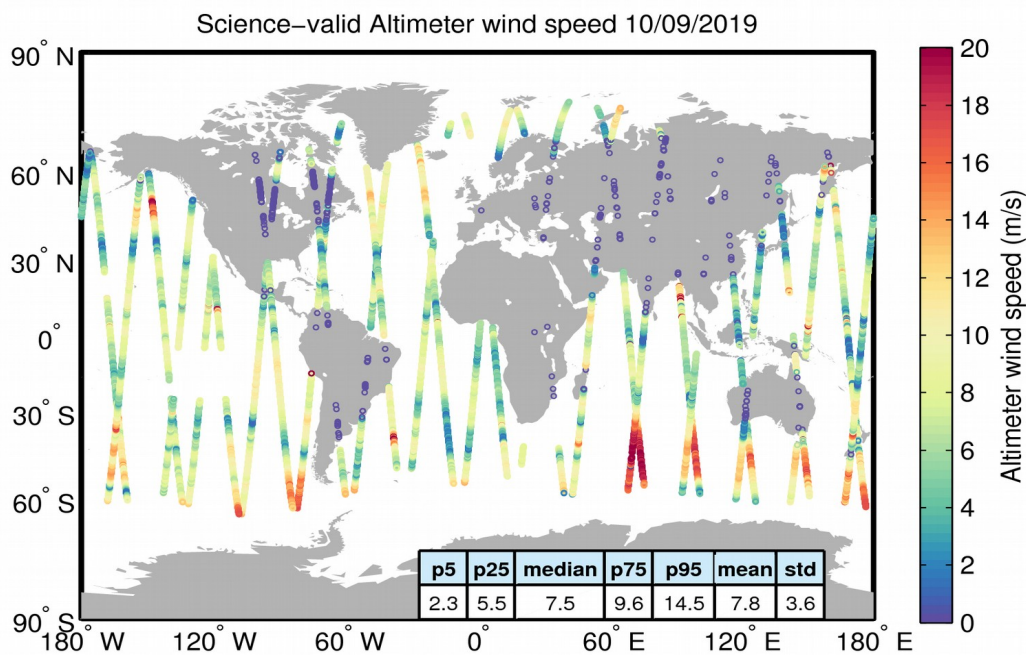 Science−valid Altimeter wind speed 10/09/2019
90° N
60° N
30° N
0°
30° S
60° S
90° S
180° W
120° W
60° W
0°
60° E
120° E
180° E
p5 p25 median p75 p95 mean std
2.3 5.5 7.5 9.6 14.5 7.8 3.6
20
18
16
14
12
10
8
6
4
2
0
Altimeter wind speed (m/s)